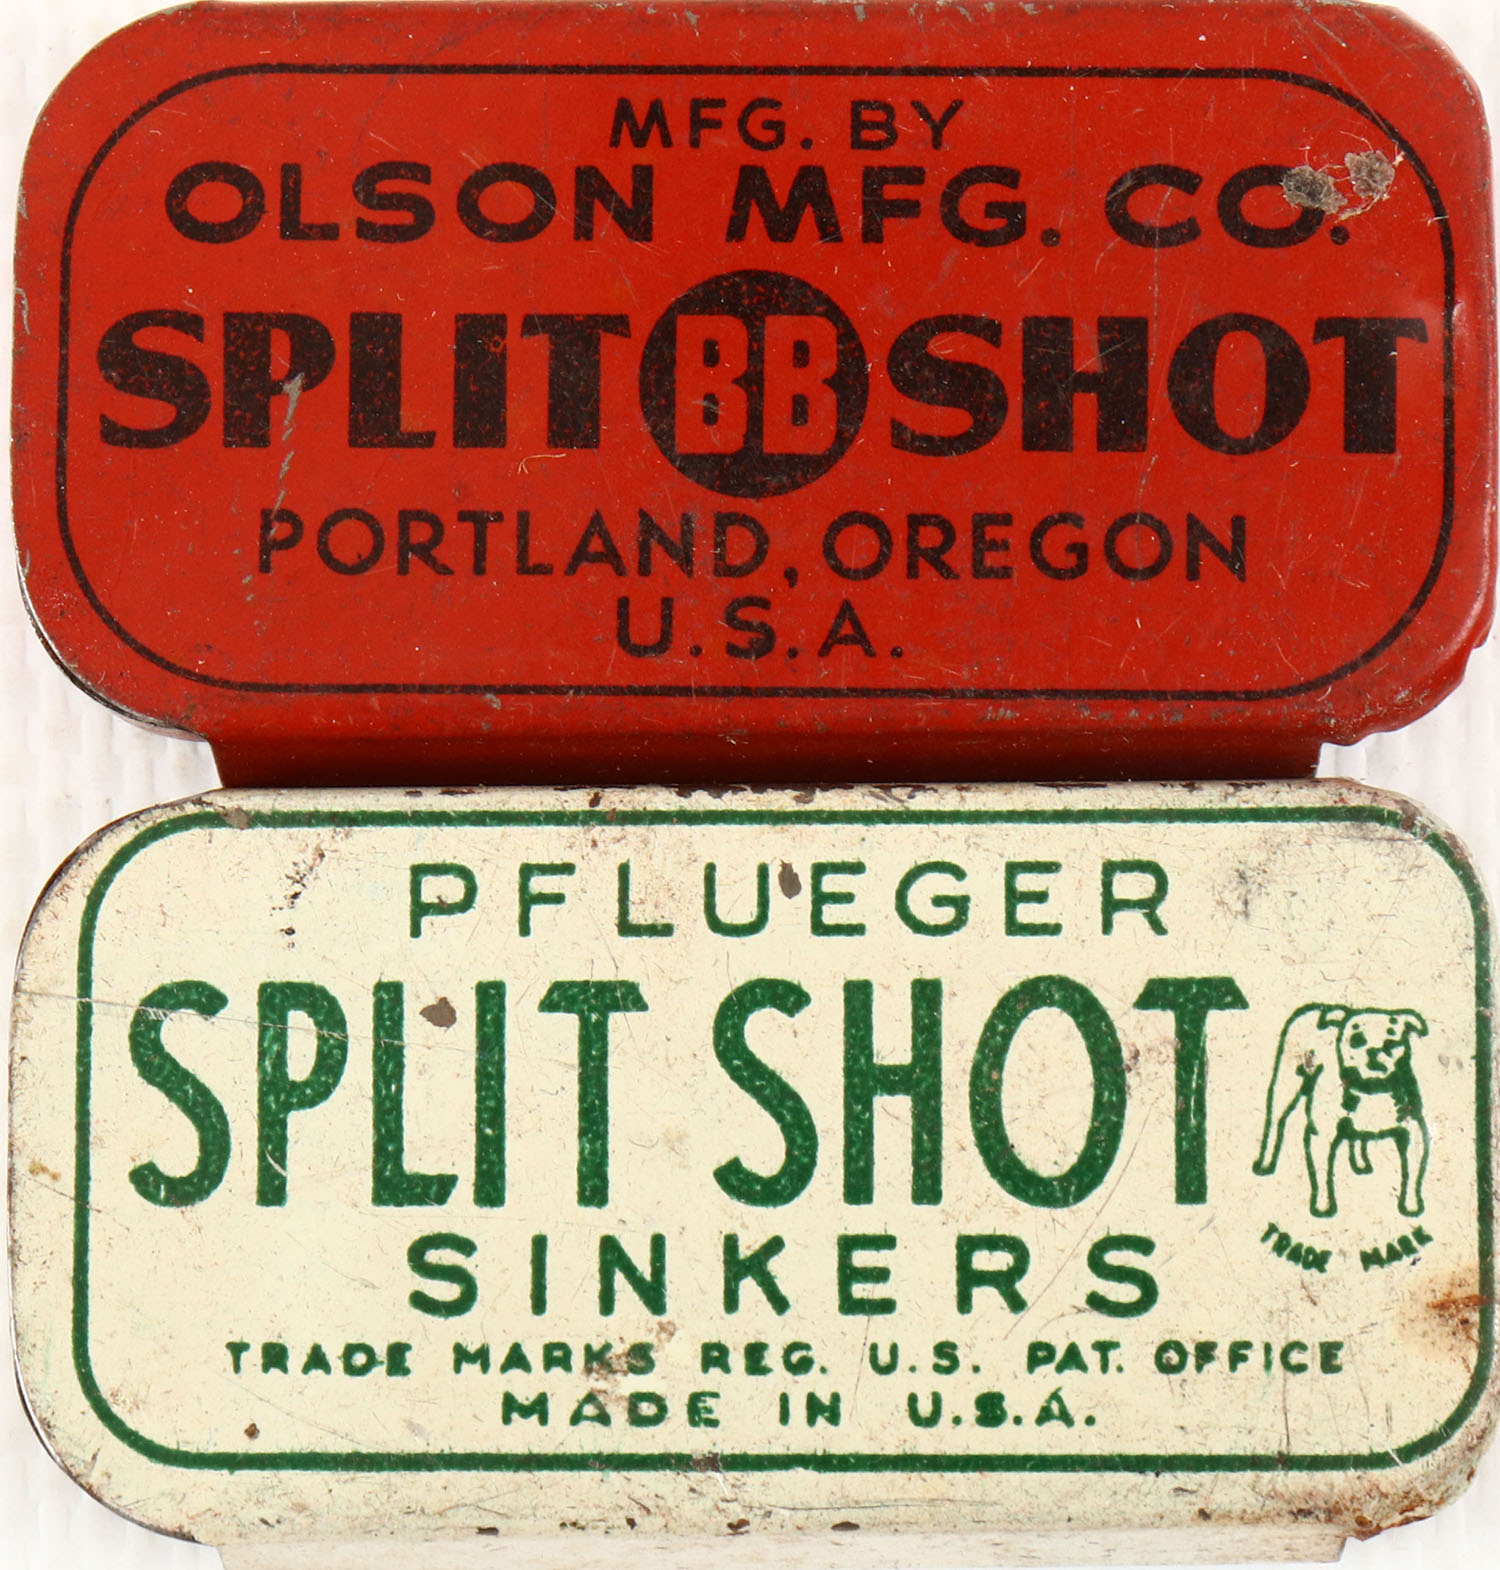 MFG. BY
OLSON MFG. CO.
SPLIT BB SHOT
PORTLAND, OREGON
U.S.A.
PFLUEGER
SPLIT SHOT
SINKERS
TRADE MARK
TRADE MARKS REG. U.S. PAT. OFFICE
MADE IN U.S.A.